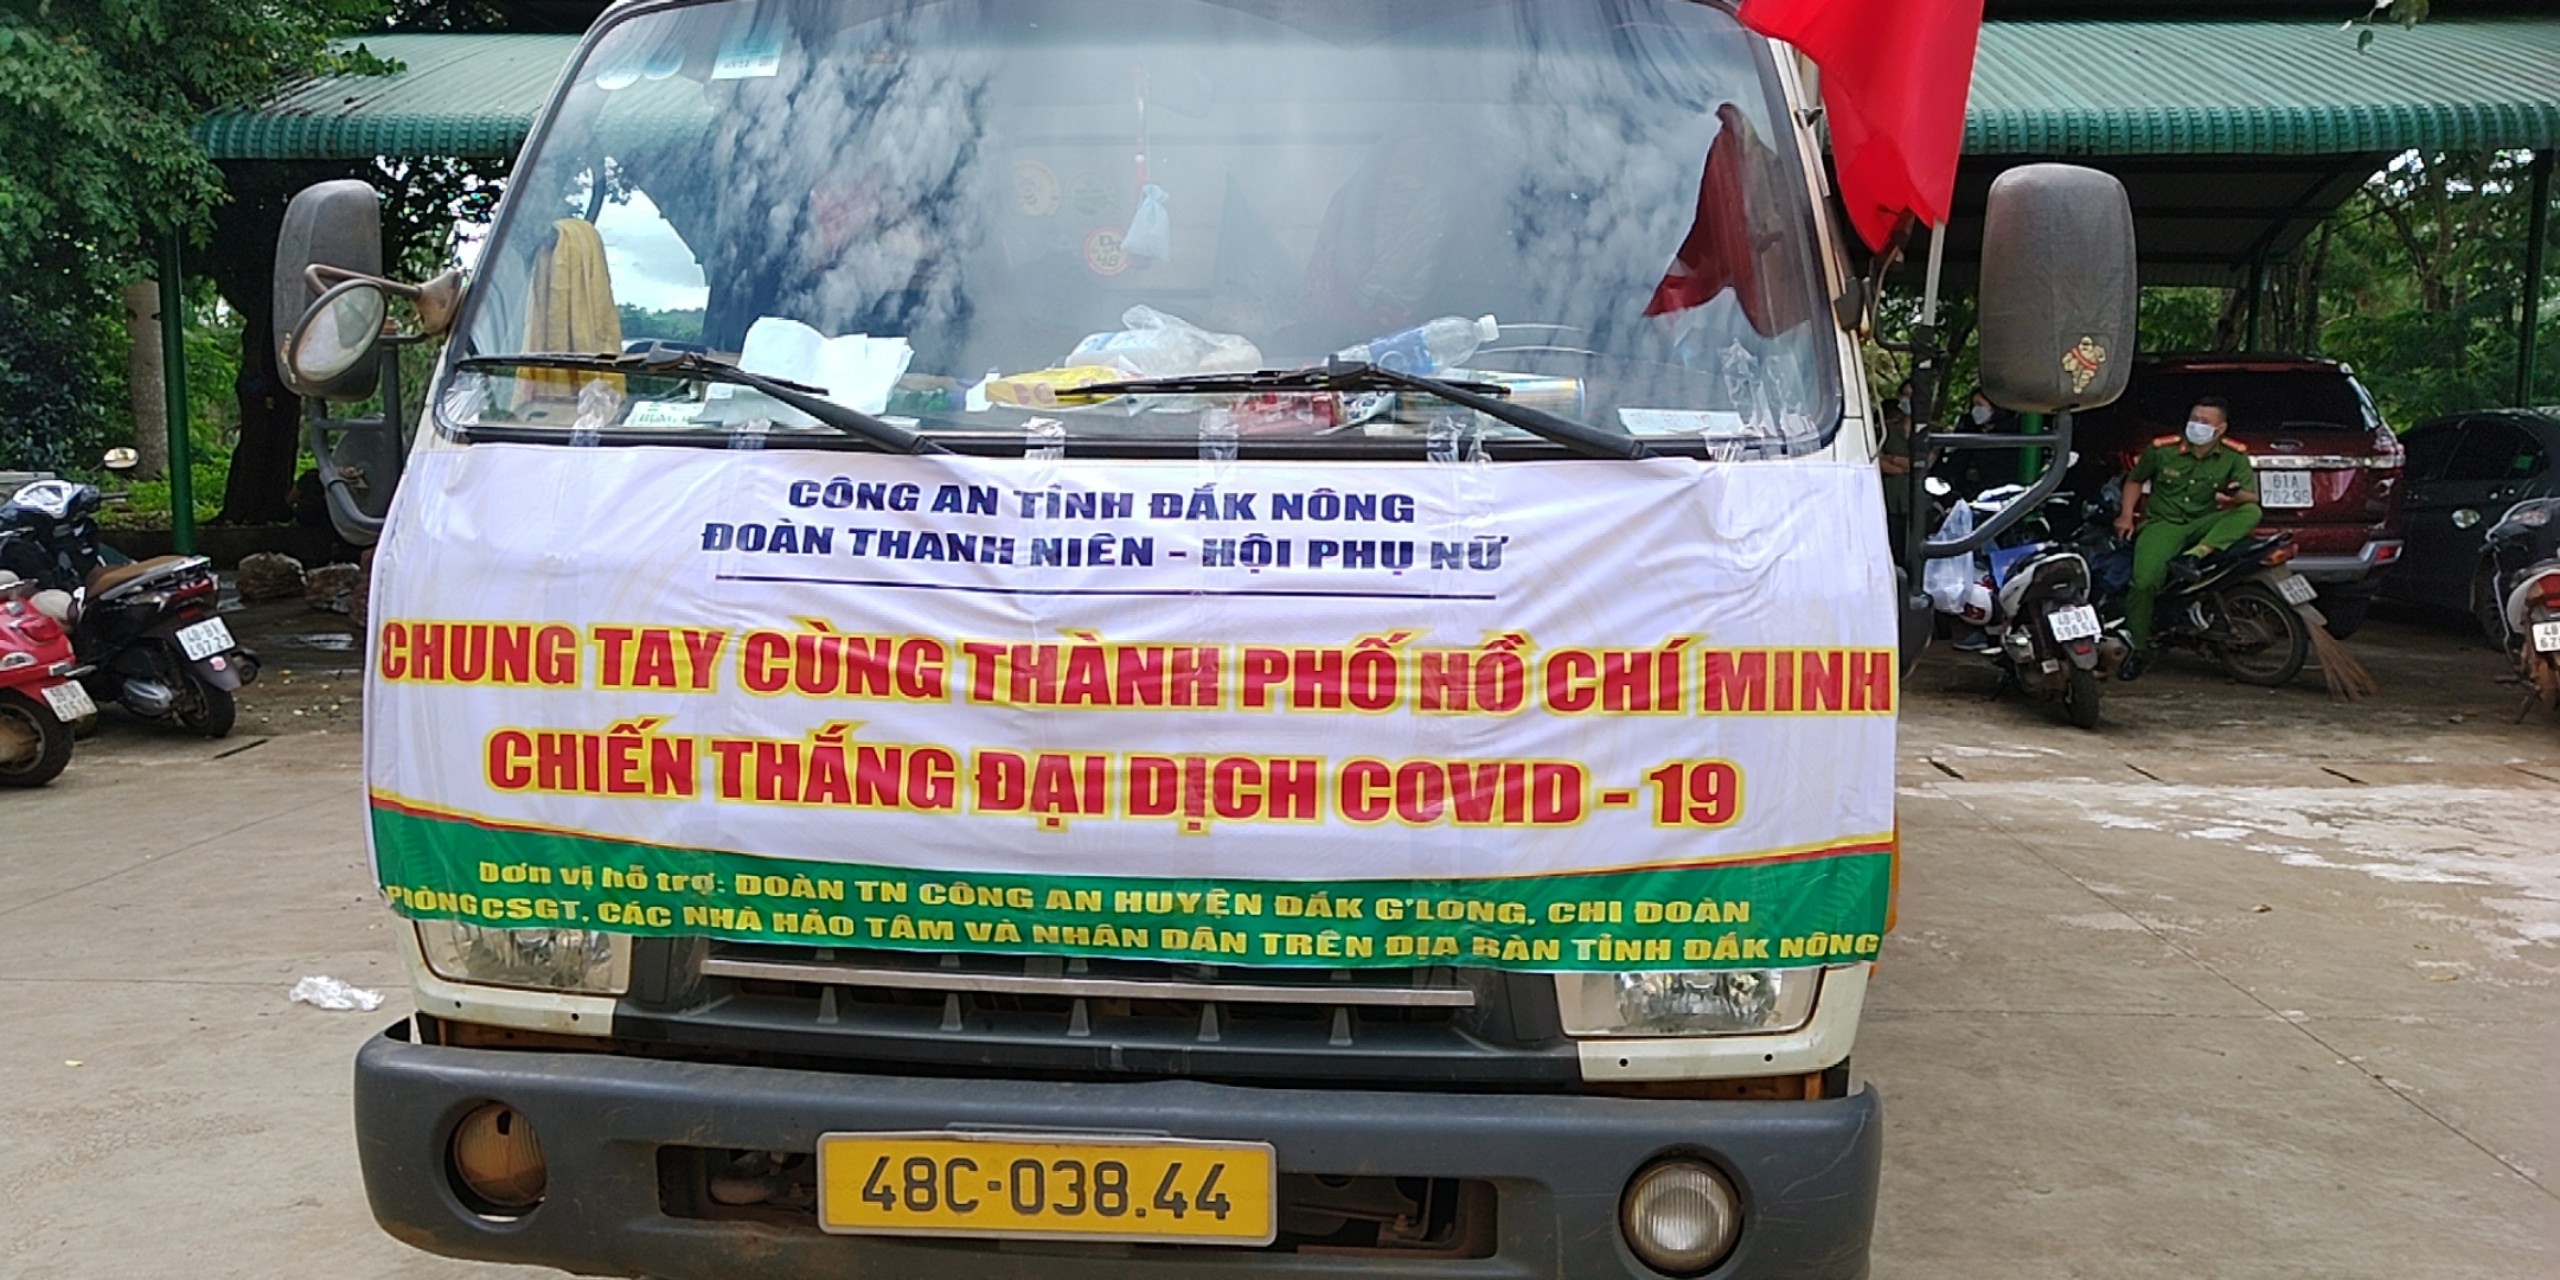 CÔNG AN TỈNH ĐẮK NÔNG
ĐOÀN THANH NIÊN - HỘI PHỤ NỮ
CHUNG TAY CÙNG THÀNH PHỐ HỒ CHÍ MINH
CHIẾN THẮNG ĐẠI DỊCH COVID - 19
Đơn vị hỗ trợ: ĐOÀN TN CÔNG AN HUYỆN ĐẮK G'LONG, CHI ĐOÀN
PHÒNG CSGT, CÁC NHÀ HẢO TÂM VÀ NHÂN DÂN TRÊN ĐỊA BÀN TỈNH ĐẮK NÔNG
48C-038.44
61A